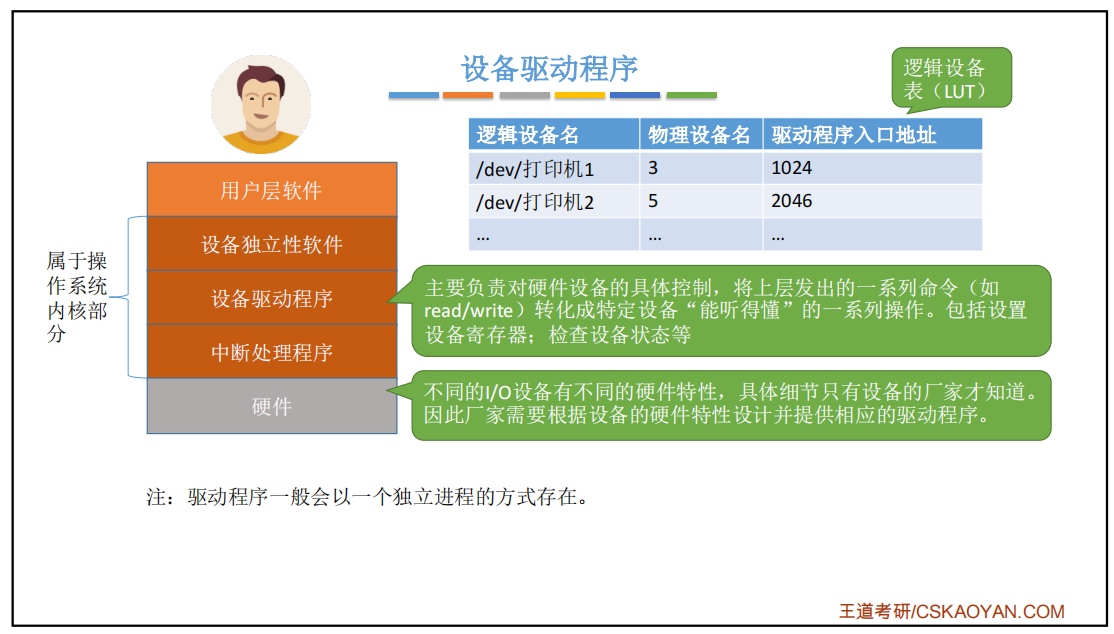 设备驱动程序
逻辑设备
表（LUT）
逻辑设备名 物理设备名 驱动程序入口地址
/dev/打印机1 3 1024
/dev/打印机2 5 2046
... ... ...
用户层软件
设备独立性软件
设备驱动程序
中断处理程序
硬件
属于操
作系统
内核部
分
主要负责对硬件设备的具体控制，将上层发出的一系列命令（如
read/write）转化成特定设备“能听得懂”的一系列操作。包括设置
设备寄存器；检查设备状态等
不同的I/O设备有不同的硬件特性，具体细节只有设备的厂家才知道。
因此厂家需要根据设备的硬件特性设计并提供相应的驱动程序。
注：驱动程序一般会以一个独立进程的方式存在。
王道考研/CSKAOYAN.COM